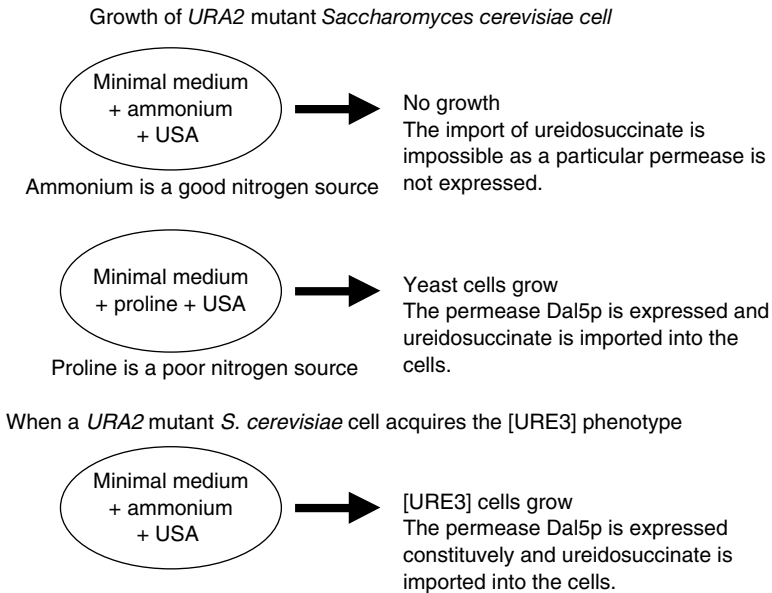 Growth of URA2 mutant Saccharomyces cerevisiae cell
Minimal medium
+ ammonium
+ USA
Ammonium is a good nitrogen source
No growth
The import of ureidosuccinate is
impossible as a particular permease is
not expressed.
Minimal medium
+ proline + USA
Proline is a poor nitrogen source
Yeast cells grow
The permease Dal5p is expressed and
ureidosuccinate is imported into the
cells.
When a URA2 mutant S. cerevisiae cell acquires the [URE3] phenotype
Minimal medium
+ ammonium
+ USA
[URE3] cells grow
The permease Dal5p is expressed
constituvely and ureidosuccinate is
imported into the cells.